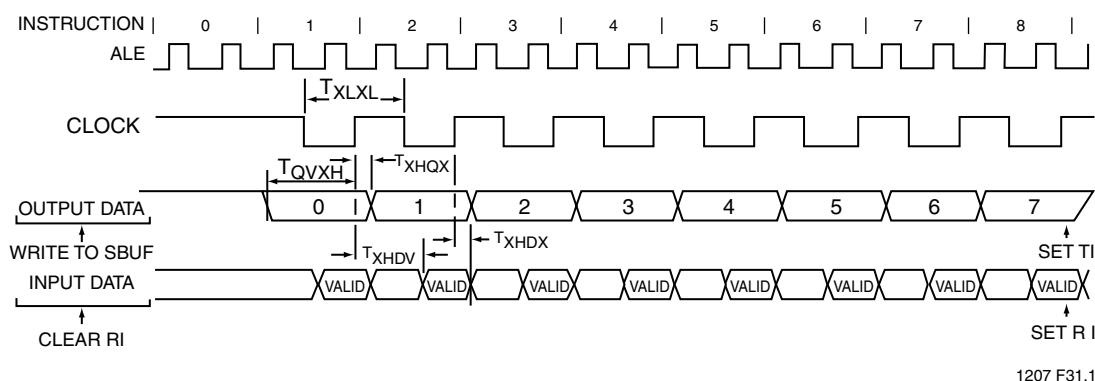 INSTRUCTION | 0 | 1 | 2 | 3 | 4 | 5 | 6 | 7 | 8 |
ALE
TXLXL
CLOCK
TQVXH
TXHQX
OUTPUT DATA
0 1 2 3 4 5 6 7
WRITE TO SBUF
TXHDV
TXHDX
SET TI
INPUT DATA
VALID VALID VALID VALID VALID VALID VALID VALID
CLEAR RI
SET R I
1207 F31.1